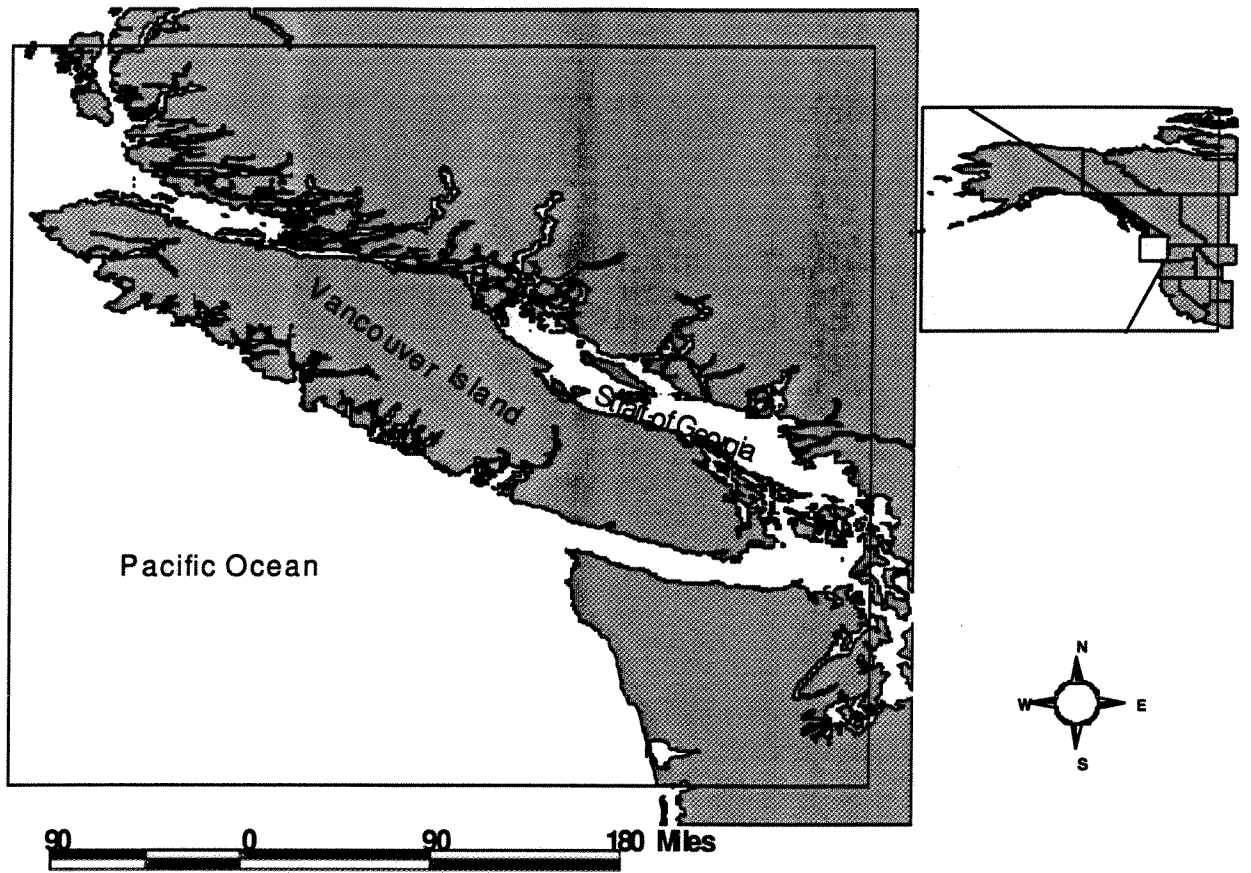 Vancouver Island
Strait of Georgia
Pacific Ocean
N
W E
S
90 0 90 180 Miles